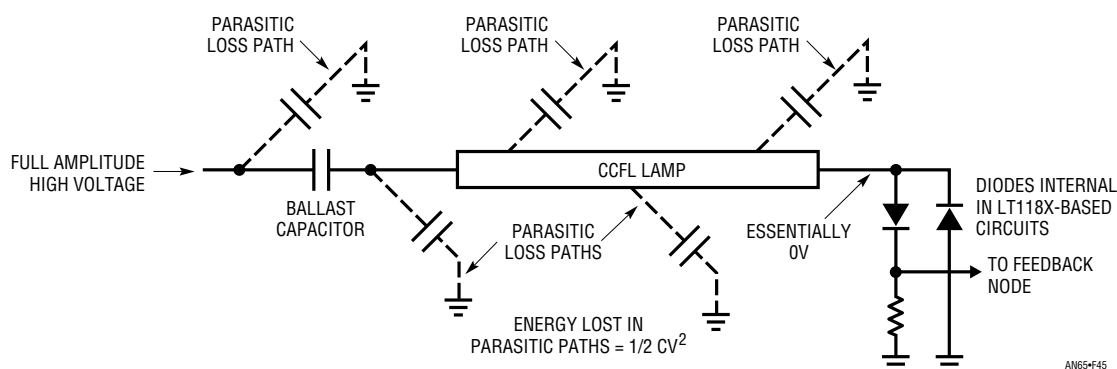 PARASITIC
LOSS PATH
PARASITIC
LOSS PATH
PARASITIC
LOSS PATH
FULL AMPLITUDE
HIGH VOLTAGE
CCFL LAMP
BALLAST
CAPACITOR
PARASITIC
LOSS PATHS
ESSENTIALLY
0V
DIODES INTERNAL
IN LT118X-BASED
CIRCUITS
TO FEEDBACK
NODE
ENERGY LOST IN
PARASITIC PATHS = 1/2 CV²
AN65•F45